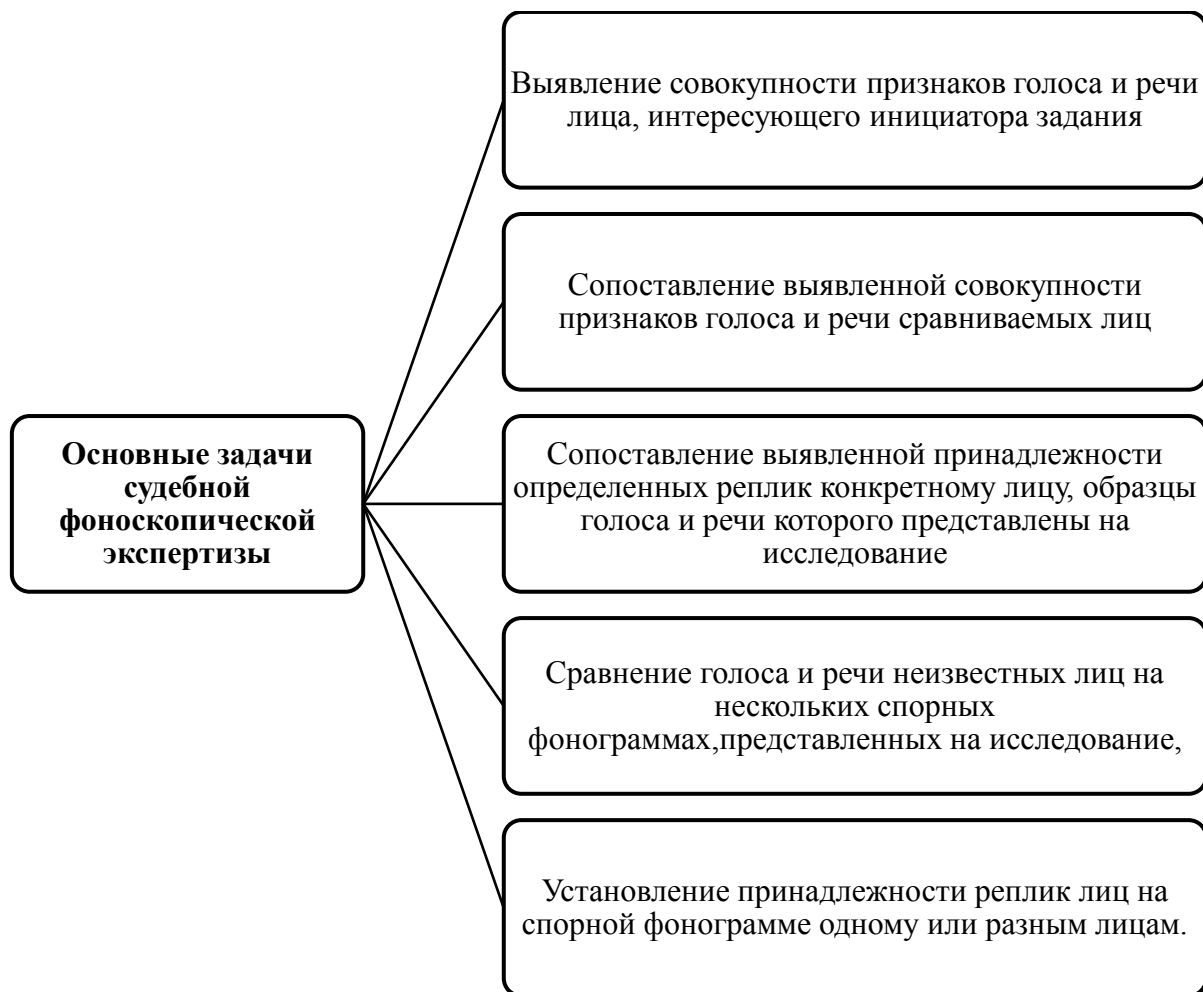 Выявление совокупности признаков голоса и речи
лица, интересующего инициатора задания
Сопоставление выявленной совокупности
признаков голоса и речи сравниваемых лиц
Основные задачи
судебной
фоноскопической
экспертизы
Сопоставление выявленной принадлежности
определенных реплик конкретному лицу, образцы
голоса и речи которого представлены на
исследование
Сравнение голоса и речи неизвестных лиц на
нескольких спорных
фонограммах,представленных на исследование,
Установление принадлежности реплик лиц на
спорной фонограмме одному или разным лицам.